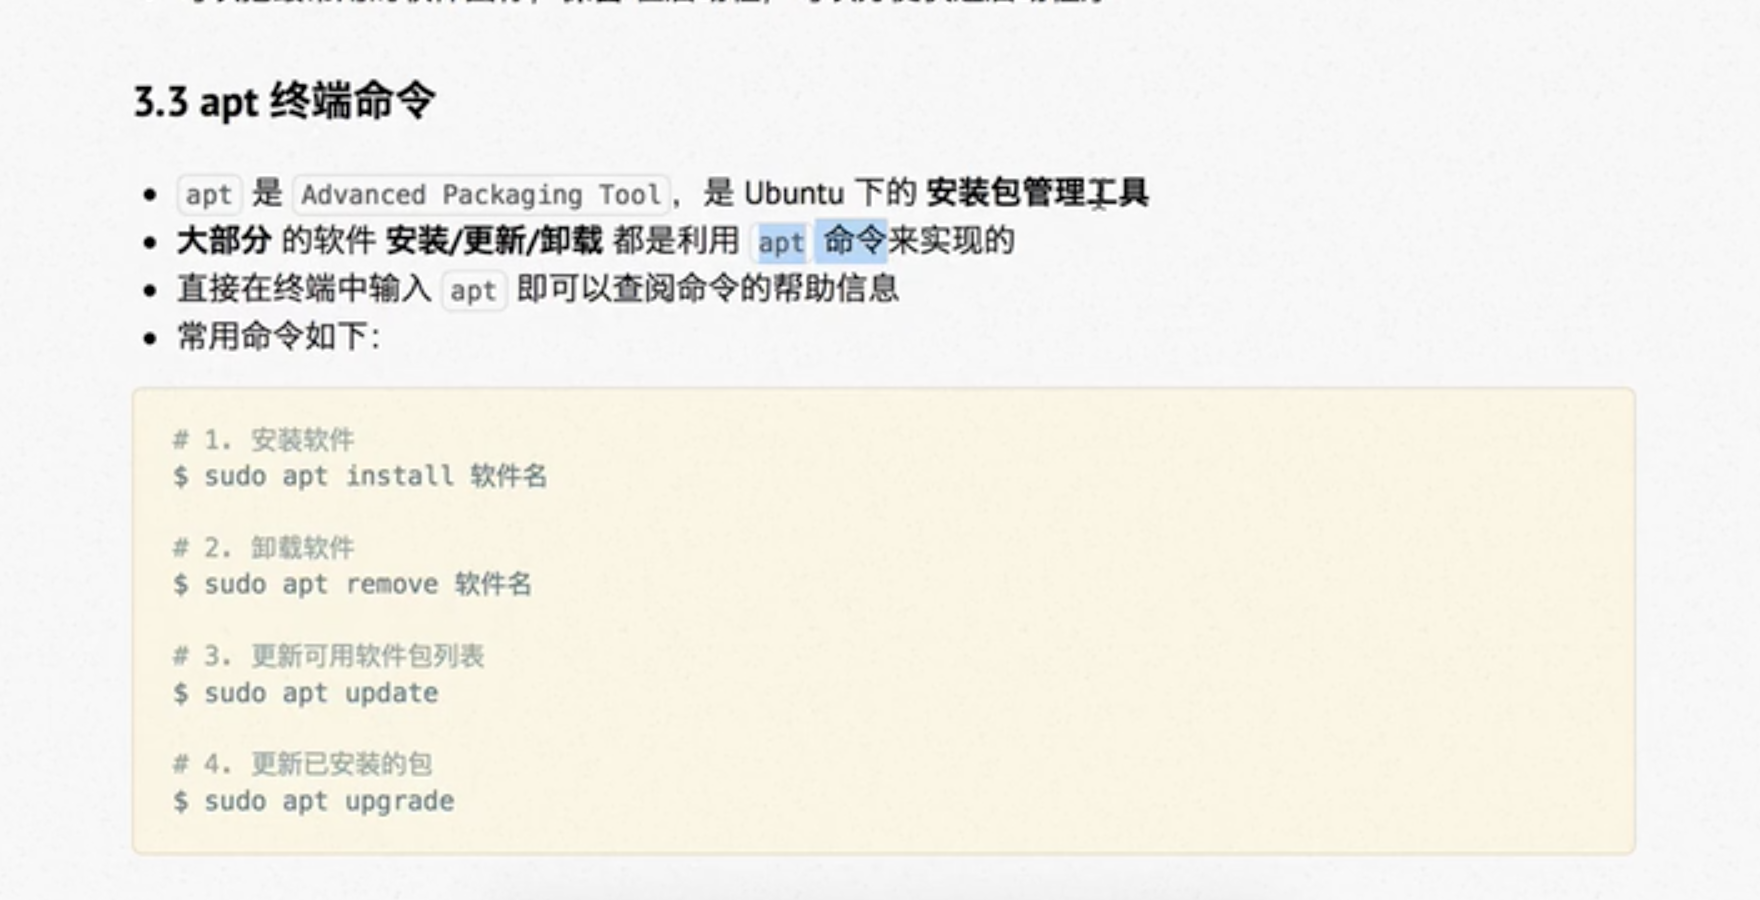 3.3 apt 终端命令
• apt 是 Advanced Packaging Tool，是 Ubuntu 下的 安装包管理工具
• 大部分 的软件 安装/更新/卸载 都是利用 apt 命令来实现的
• 直接在终端中输入 apt 即可以查阅命令的帮助信息
• 常用命令如下：
# 1. 安装软件
$ sudo apt install 软件名
# 2. 卸载软件
$ sudo apt remove 软件名
# 3. 更新可用软件包列表
$ sudo apt update
# 4. 更新已安装的包
$ sudo apt upgrade